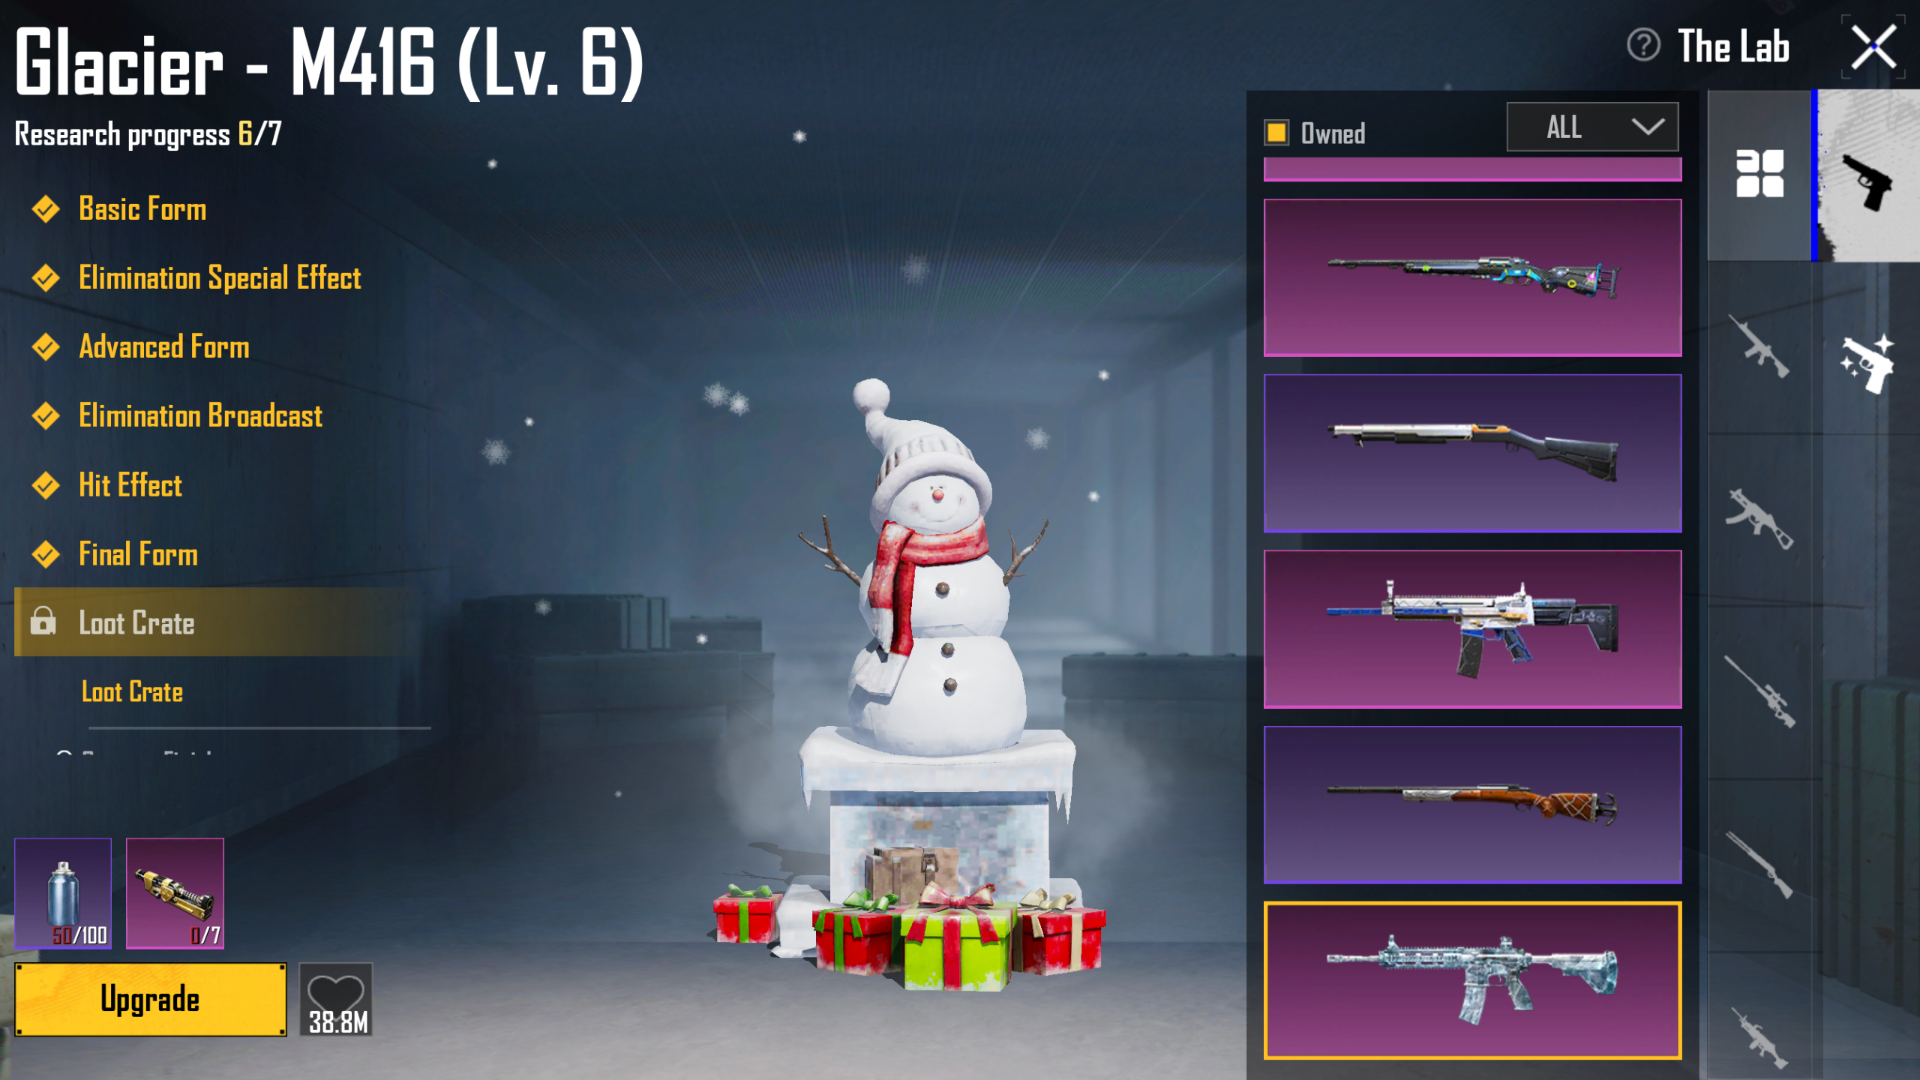 Glacier - M416 (Lv. 6)
Research progress 6/7
Basic Form
Elimination Special Effect
Advanced Form
Elimination Broadcast
Hit Effect
Final Form
Loot Crate
Loot Crate
50/100
0/7
Upgrade
38.8M
? The Lab
Owned
ALL